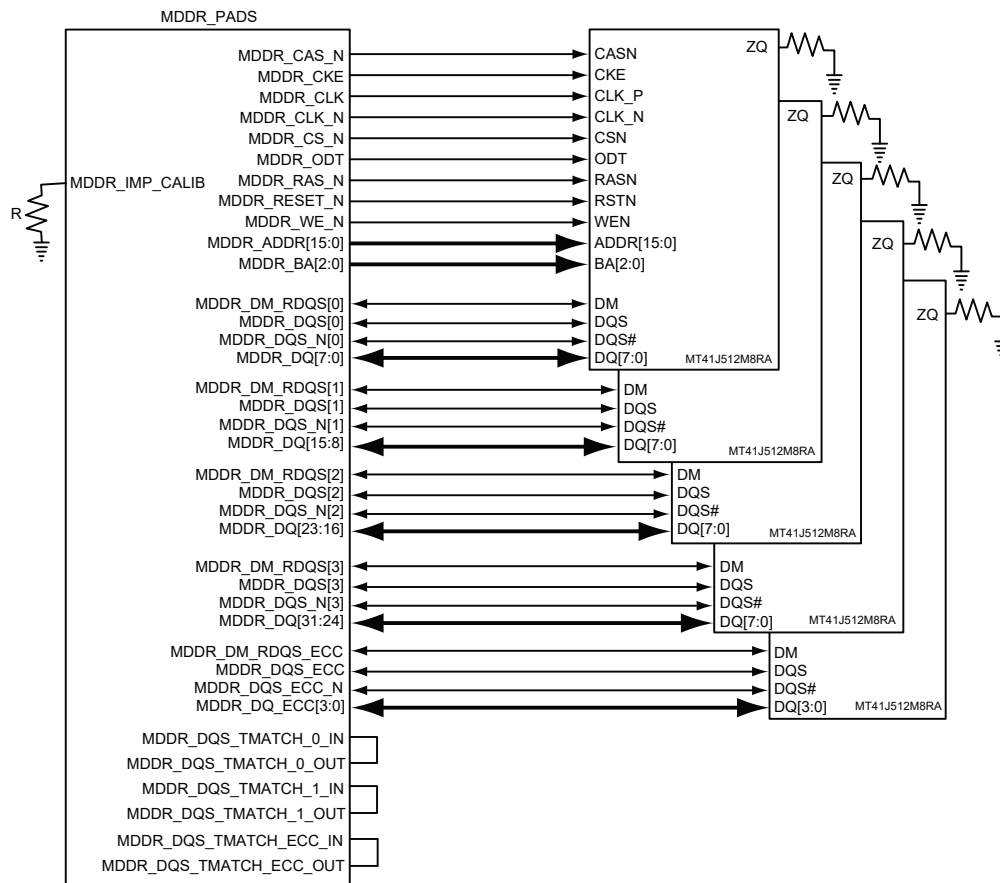 MDDR_PADS
MDDR_CAS_N
MDDR_CKE
MDDR_CLK
MDDR_CLK_N
MDDR_CS_N
MDDR_ODT
MDDR_RAS_N
MDDR_RESET_N
MDDR_WE_N
MDDR_ADDR[15:0]
MDDR_BA[2:0]
MDDR_IMP_CALIB
R
MDDR_DM_RDQS[0]
MDDR_DQS[0]
MDDR_DQS_N[0]
MDDR_DQ[7:0]
MDDR_DM_RDQS[1]
MDDR_DQS[1]
MDDR_DQS_N[1]
MDDR_DQ[15:8]
MDDR_DM_RDQS[2]
MDDR_DQS[2]
MDDR_DQS_N[2]
MDDR_DQ[23:16]
MDDR_DM_RDQS[3]
MDDR_DQS[3]
MDDR_DQS_N[3]
MDDR_DQ[31:24]
MDDR_DM_RDQS_ECC
MDDR_DQS_ECC
MDDR_DQS_ECC_N
MDDR_DQ_ECC[3:0]
MDDR_DQS_TMATCH_0_IN
MDDR_DQS_TMATCH_0_OUT
MDDR_DQS_TMATCH_1_IN
MDDR_DQS_TMATCH_1_OUT
MDDR_DQS_TMATCH_ECC_IN
MDDR_DQS_TMATCH_ECC_OUT
CASN
CKE
CLK_P
CLK_N
CSN
ODT
RASN
RSTN
WEN
ADDR[15:0]
BA[2:0]
DM
DQS
DQS#
DQ[7:0]
ZQ
MT41J512M8RA
DM
DQS
DQS#
DQ[7:0]
ZQ
MT41J512M8RA
DM
DQS
DQS#
DQ[7:0]
ZQ
MT41J512M8RA
DM
DQS
DQS#
DQ[7:0]
ZQ
MT41J512M8RA
DM
DQS
DQS#
DQ[3:0]
ZQ
MT41J512M8RA